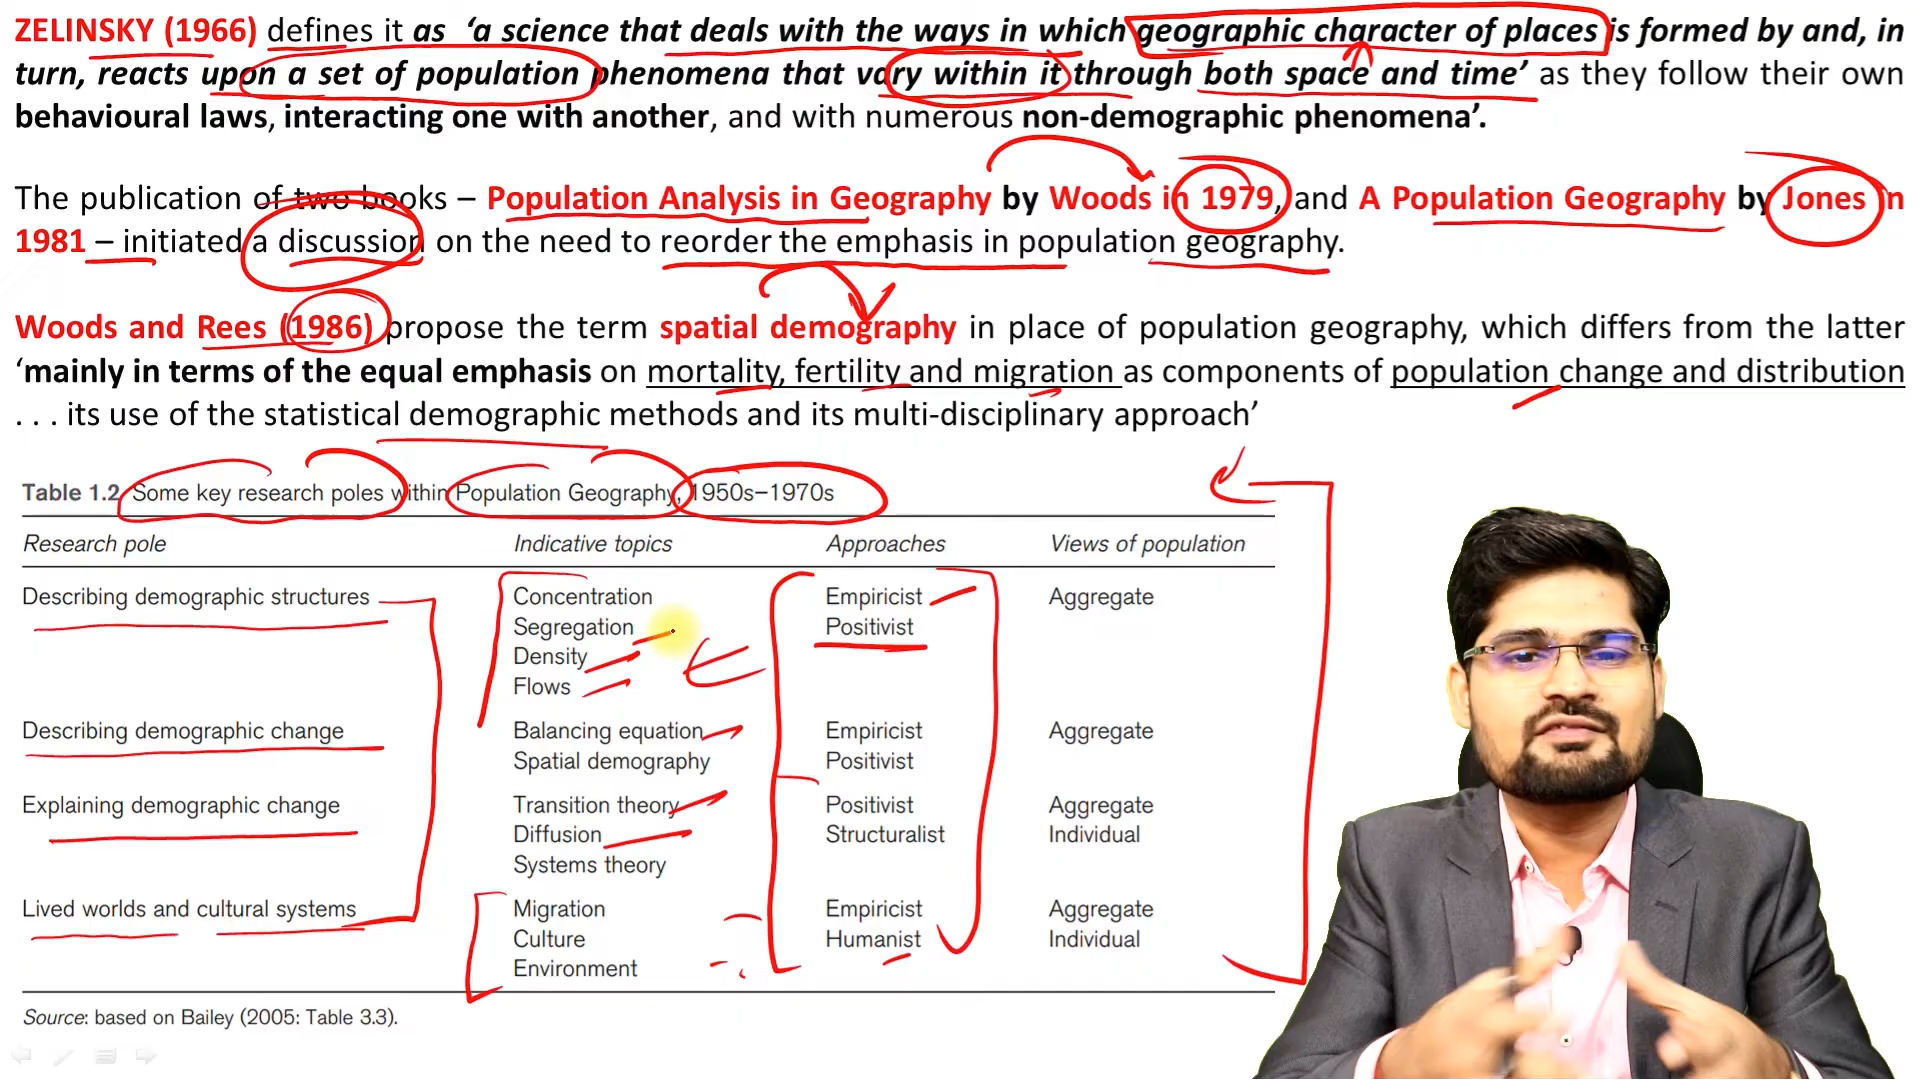 ZELINSKY (1966) defines it as ‘a science that deals with the ways in which geographic character of places is formed by and, in
turn, reacts upon a set of population phenomena that vary within it through both space and time’ as they follow their own
behavioural laws, interacting one with another, and with numerous non-demographic phenomena’.
The publication of two books – Population Analysis in Geography by Woods in 1979, and A Population Geography by Jones in
1981 – initiated a discussion on the need to reorder the emphasis in population geography.
Woods and Rees (1986) propose the term spatial demography in place of population geography, which differs from the latter
‘mainly in terms of the equal emphasis on mortality, fertility and migration as components of population change and distribution
. . . its use of the statistical demographic methods and its multi-disciplinary approach’
Table 1.2 Some key research poles within Population Geography, 1950s–1970s
Research pole Indicative topics Approaches Views of population
Describing demographic structures Concentration Empiricist Aggregate
Segregation Positivist
Density
Flows
Describing demographic change Balancing equation Empiricist Aggregate
Spatial demography Positivist
Explaining demographic change Transition theory Positivist Aggregate
Diffusion Structuralist Individual
Systems theory
Lived worlds and cultural systems Migration Empiricist Aggregate
Culture Humanist Individual
Environment
Source: based on Bailey (2005: Table 3.3).